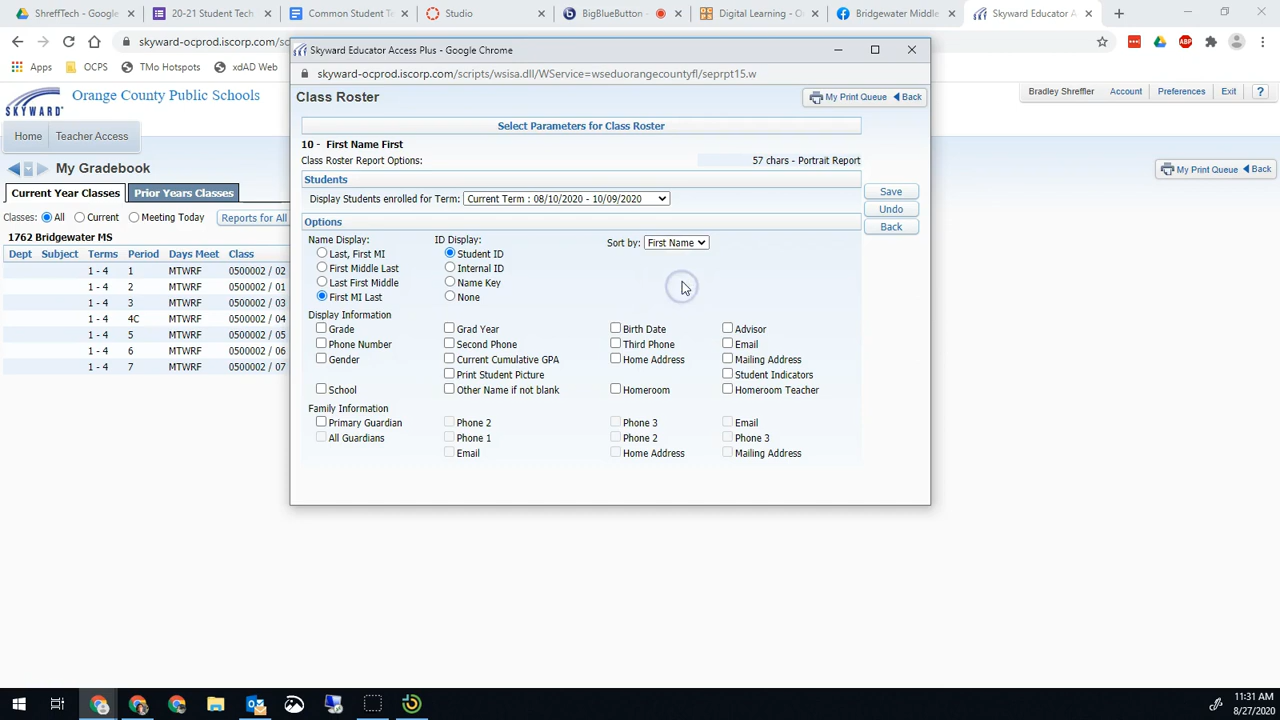 ShreffTech - Google Drive
20-21 Student Tech
Common Student T
Studio
BigBlueButton
Digital Learning - O
Bridgewater Middle
Skyward Educator A
skyward-ocprod.iscorp.com/sc
Apps OCPS TMo Hotspots xdAD Web
SKYWARD
Orange County Public Schools
Bradley Shreffler Account Preferences Exit ?
Home Teacher Access
My Gradebook
My Print Queue Back
Current Year Classes Prior Years Classes
Classes: All Current Meeting Today Reports for All
1762 Bridgewater MS
Dept Subject Terms Period Days Meet Class
1 - 4 1 MTWRF 0500002 / 02
1 - 4 2 MTWRF 0500002 / 01
1 - 4 3 MTWRF 0500002 / 03
1 - 4 4C MTWRF 0500002 / 04
1 - 4 5 MTWRF 0500002 / 05
1 - 4 6 MTWRF 0500002 / 06
1 - 4 7 MTWRF 0500002 / 07
Skyward Educator Access Plus - Google Chrome
skyward-ocprod.iscorp.com/scripts/wsisa.dll/WService=wseduorangecountyfl/seprpt15.w
Class Roster
My Print Queue Back
Select Parameters for Class Roster
10 - First Name First
Class Roster Report Options: 57 chars - Portrait Report
Students
Display Students enrolled for Term: Current Term : 08/10/2020 - 10/09/2020
Save
Undo
Back
Options
Name Display: ID Display: Sort by: First Name
Last, First MI Student ID
First Middle Last Internal ID
Last First Middle Name Key
First MI Last None
Display Information
Grade Grad Year Birth Date Advisor
Phone Number Second Phone Third Phone Email
Gender Current Cumulative GPA Home Address Mailing Address
Print Student Picture Student Indicators
School Other Name if not blank Homeroom Homeroom Teacher
Family Information
Primary Guardian Phone 2 Phone 3 Email
All Guardians Phone 1 Phone 2 Phone 3
Email Home Address Mailing Address
11:31 AM
8/27/2020